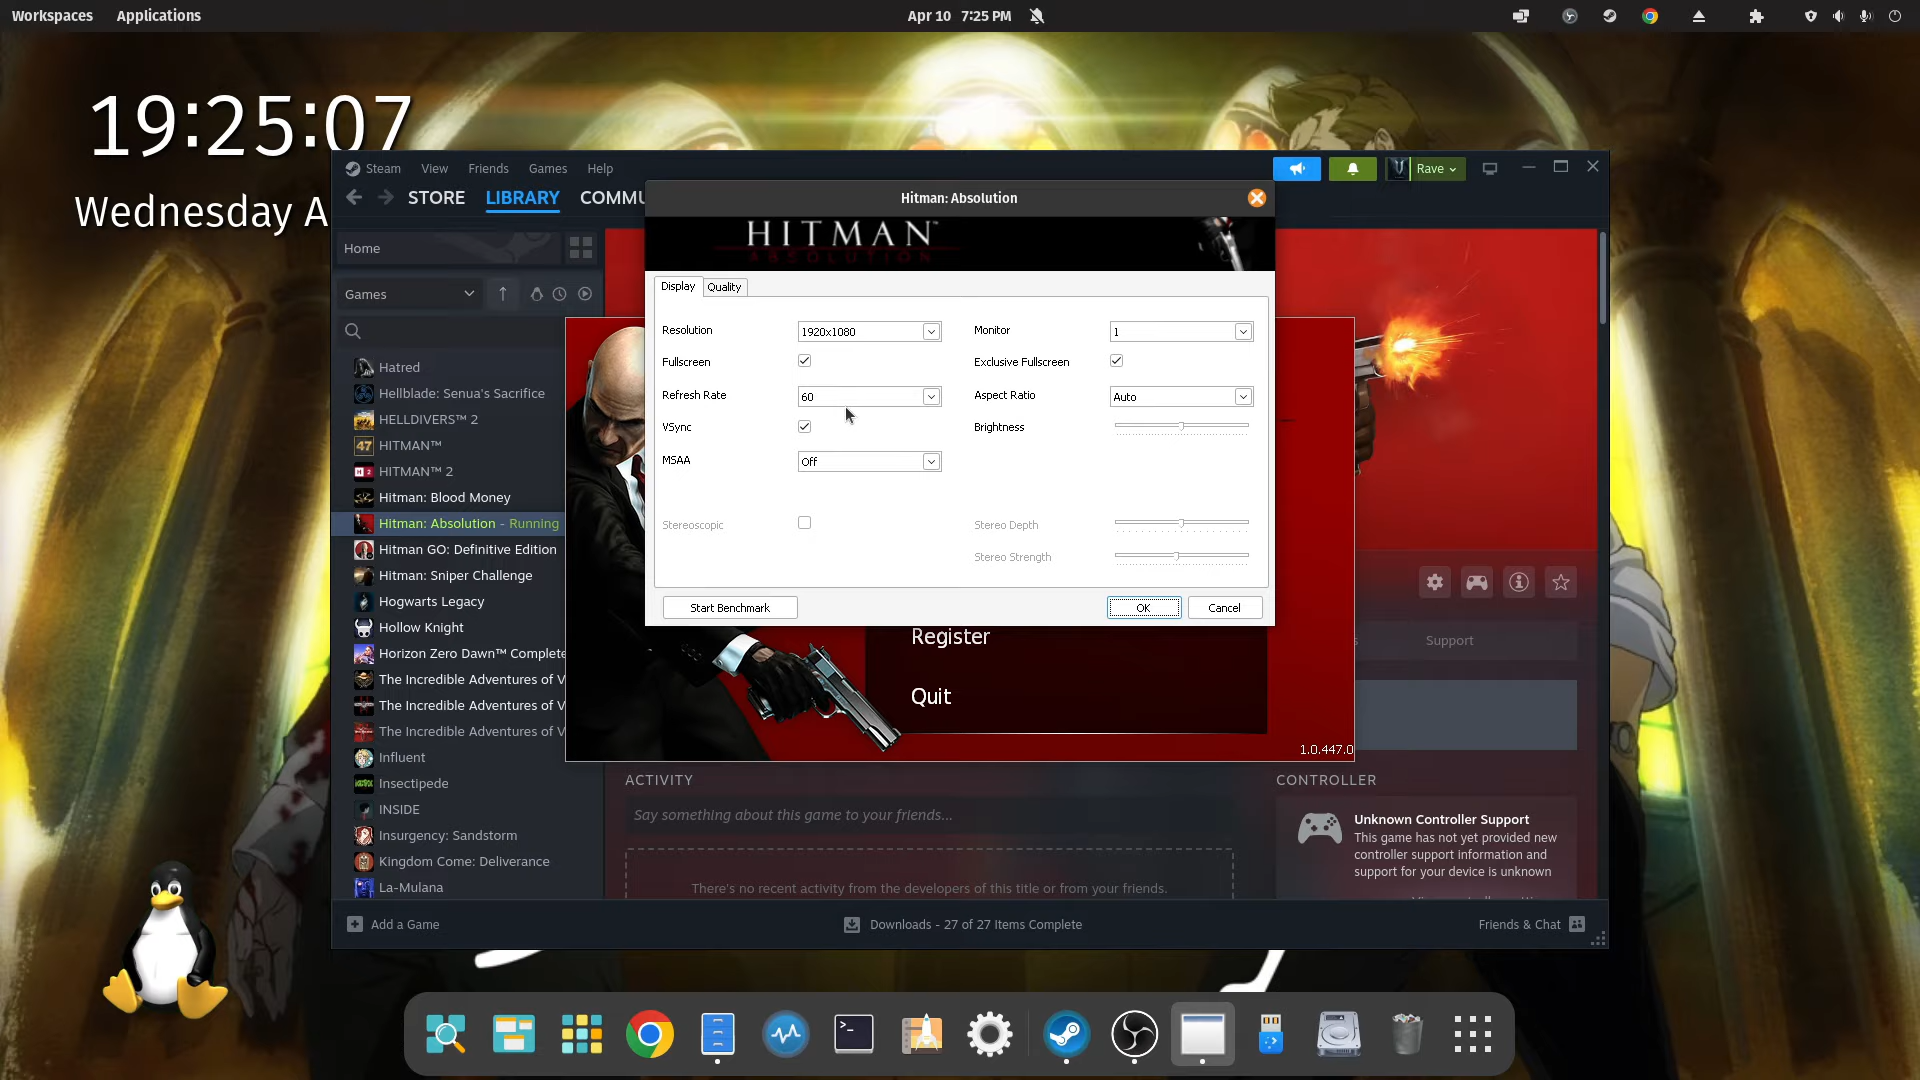 Workspaces Applications Apr 10 7:25 PM
19:25:07
Wednesday A
Steam View Friends Games Help Rave
STORE LIBRARY COMMU
Hitman: Absolution
HITMAN™
ABSOLUTION
Home
Games
Display Quality
Resolution 1920x1080 Monitor 1
Fullscreen Exclusive Fullscreen
Refresh Rate 60 Aspect Ratio Auto
VSync Brightness
MSAA Off
Stereoscopic Stereo Depth
Stereo Strength
Start Benchmark OK Cancel
Hatred
Hellblade: Senua's Sacrifice
HELLDIVERS™ 2
47 HITMAN™
HITMAN™ 2
Hitman: Blood Money
Hitman: Absolution - Running
Hitman GO: Definitive Edition
Hitman: Sniper Challenge
Hogwarts Legacy
Hollow Knight
Horizon Zero Dawn™ Complete
The Incredible Adventures of V
The Incredible Adventures of V
The Incredible Adventures of V
Influent
Insectipede
INSIDE
Insurgency: Sandstorm
Kingdom Come: Deliverance
La-Mulana
Register
Quit
1.0.447.0
s Support
ACTIVITY
Say something about this game to your friends...
There's no recent activity from the developers of this title or from your friends.
CONTROLLER
Unknown Controller Support
This game has not yet provided new
controller support information and
support for your device is unknown
Add a Game Downloads - 27 of 27 Items Complete Friends & Chat